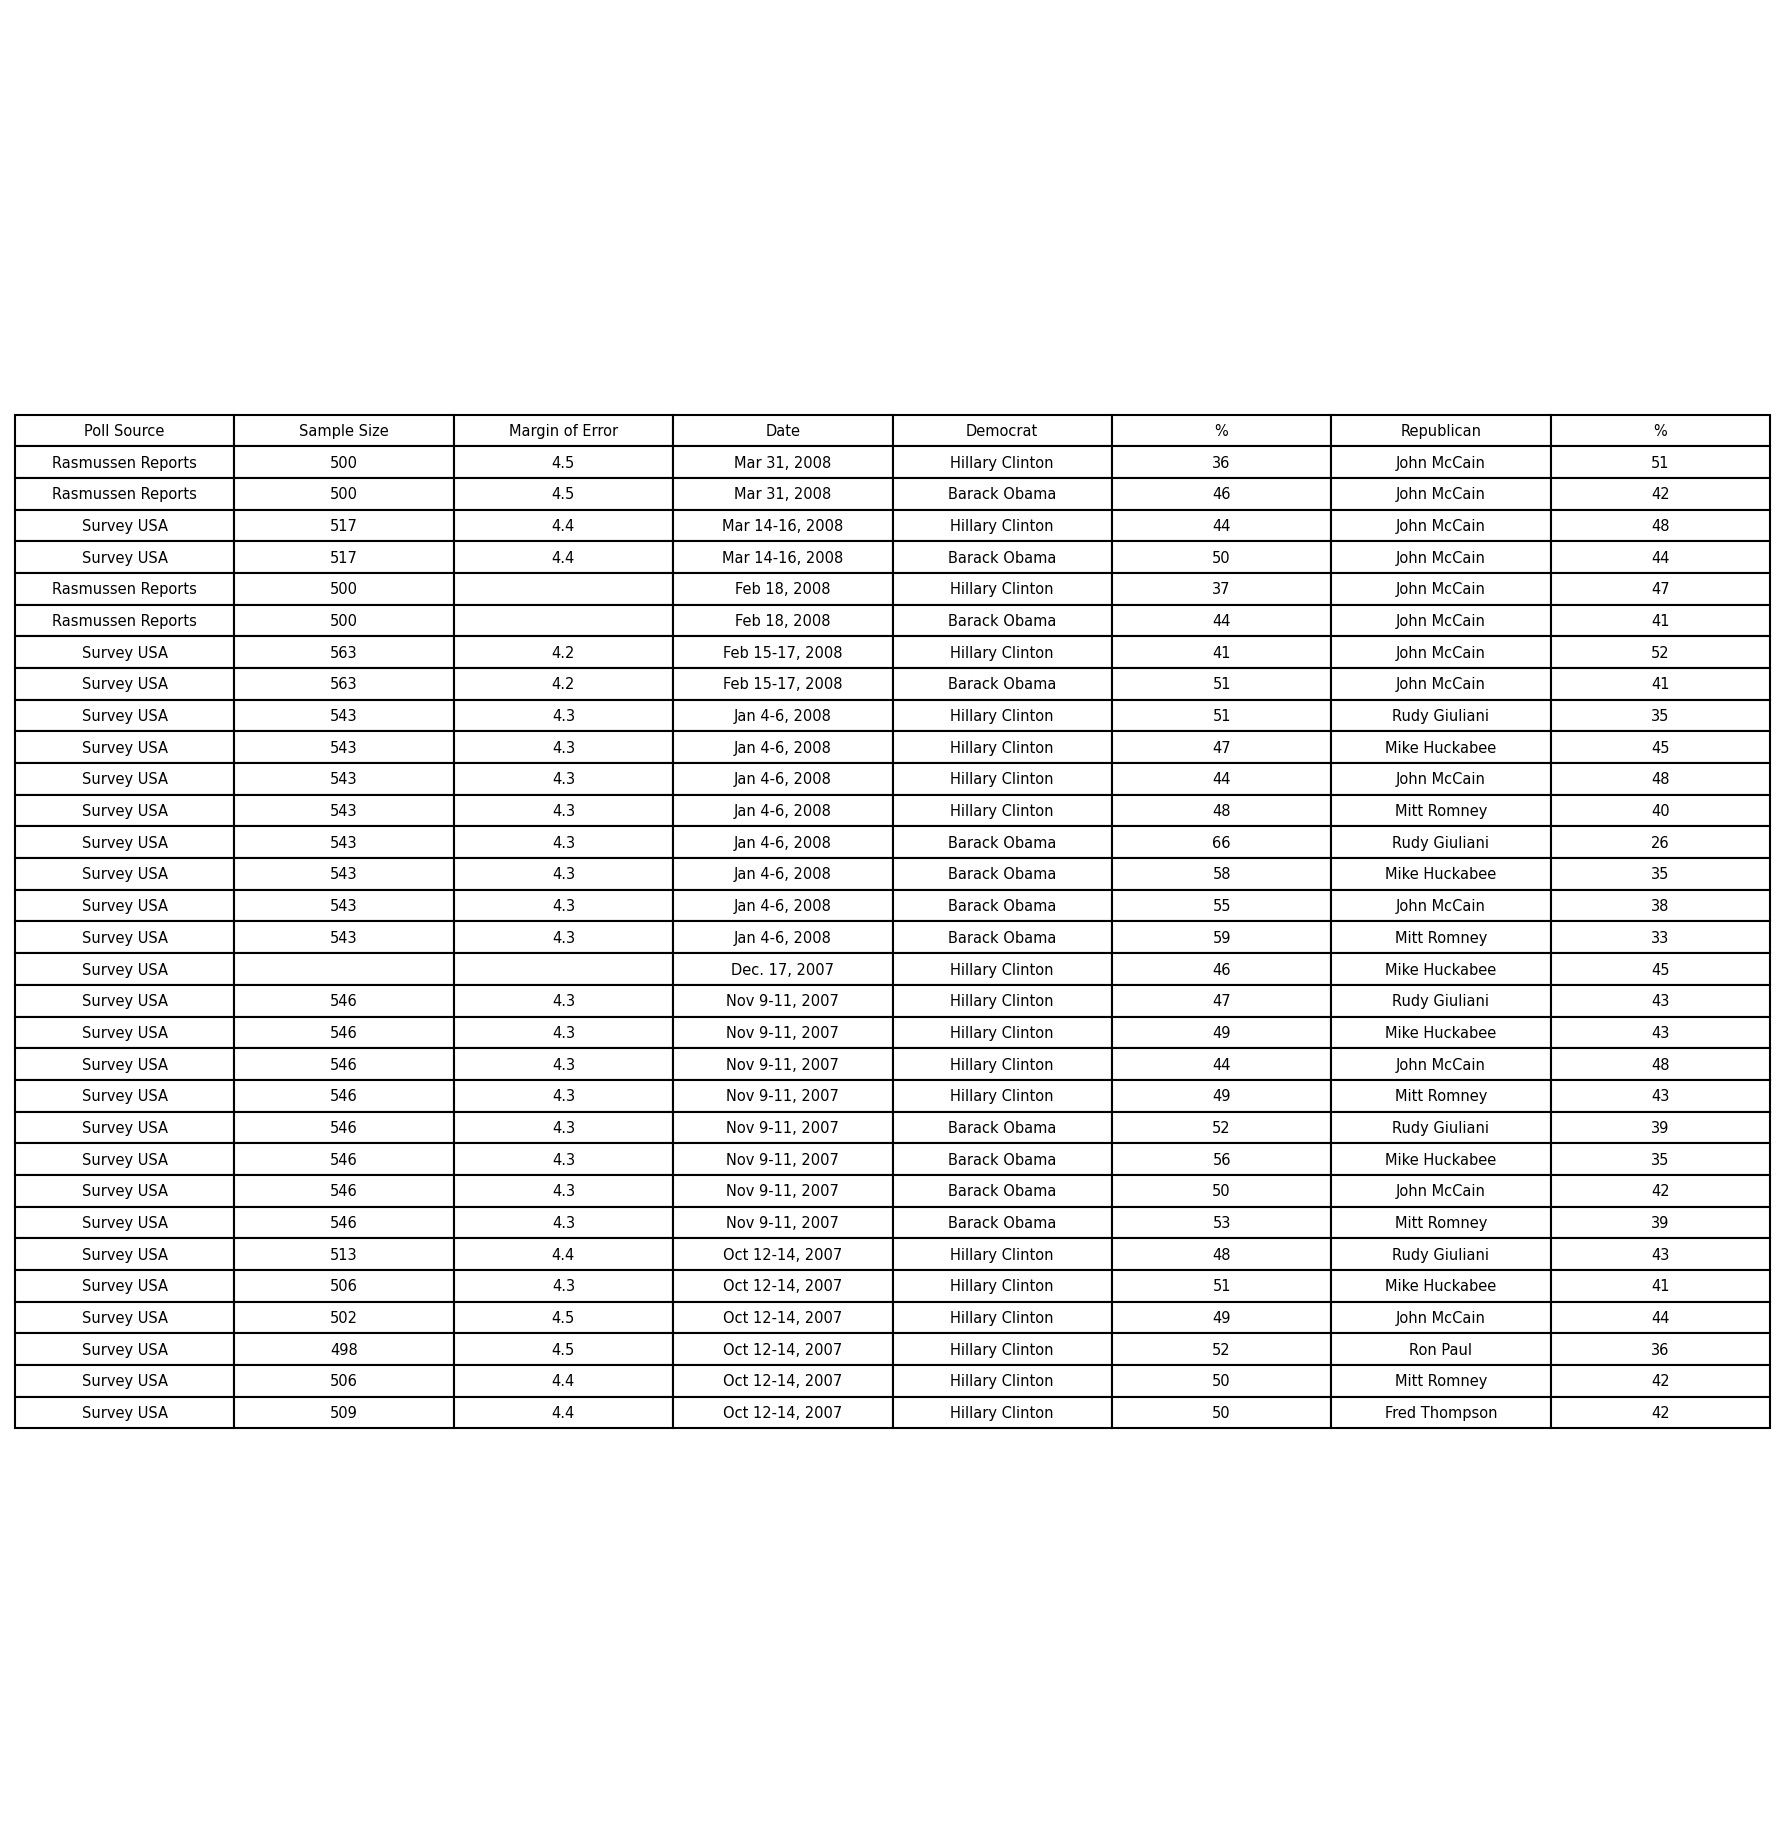 Poll Source Sample Size Margin of Error Date Democrat % Republican %
Rasmussen Reports 500 4.5 Mar 31, 2008 Hillary Clinton 36 John McCain 51
Rasmussen Reports 500 4.5 Mar 31, 2008 Barack Obama 46 John McCain 42
Survey USA 517 4.4 Mar 14-16, 2008 Hillary Clinton 44 John McCain 48
Survey USA 517 4.4 Mar 14-16, 2008 Barack Obama 50 John McCain 44
Rasmussen Reports 500 Feb 18, 2008 Hillary Clinton 37 John McCain 47
Rasmussen Reports 500 Feb 18, 2008 Barack Obama 44 John McCain 41
Survey USA 563 4.2 Feb 15-17, 2008 Hillary Clinton 41 John McCain 52
Survey USA 563 4.2 Feb 15-17, 2008 Barack Obama 51 John McCain 41
Survey USA 543 4.3 Jan 4-6, 2008 Hillary Clinton 51 Rudy Giuliani 35
Survey USA 543 4.3 Jan 4-6, 2008 Hillary Clinton 47 Mike Huckabee 45
Survey USA 543 4.3 Jan 4-6, 2008 Hillary Clinton 44 John McCain 48
Survey USA 543 4.3 Jan 4-6, 2008 Hillary Clinton 48 Mitt Romney 40
Survey USA 543 4.3 Jan 4-6, 2008 Barack Obama 66 Rudy Giuliani 26
Survey USA 543 4.3 Jan 4-6, 2008 Barack Obama 58 Mike Huckabee 35
Survey USA 543 4.3 Jan 4-6, 2008 Barack Obama 55 John McCain 38
Survey USA 543 4.3 Jan 4-6, 2008 Barack Obama 59 Mitt Romney 33
Survey USA Dec. 17, 2007 Hillary Clinton 46 Mike Huckabee 45
Survey USA 546 4.3 Nov 9-11, 2007 Hillary Clinton 47 Rudy Giuliani 43
Survey USA 546 4.3 Nov 9-11, 2007 Hillary Clinton 49 Mike Huckabee 43
Survey USA 546 4.3 Nov 9-11, 2007 Hillary Clinton 44 John McCain 48
Survey USA 546 4.3 Nov 9-11, 2007 Hillary Clinton 49 Mitt Romney 43
Survey USA 546 4.3 Nov 9-11, 2007 Barack Obama 52 Rudy Giuliani 39
Survey USA 546 4.3 Nov 9-11, 2007 Barack Obama 56 Mike Huckabee 35
Survey USA 546 4.3 Nov 9-11, 2007 Barack Obama 50 John McCain 42
Survey USA 546 4.3 Nov 9-11, 2007 Barack Obama 53 Mitt Romney 39
Survey USA 513 4.4 Oct 12-14, 2007 Hillary Clinton 48 Rudy Giuliani 43
Survey USA 506 4.3 Oct 12-14, 2007 Hillary Clinton 51 Mike Huckabee 41
Survey USA 502 4.5 Oct 12-14, 2007 Hillary Clinton 49 John McCain 44
Survey USA 498 4.5 Oct 12-14, 2007 Hillary Clinton 52 Ron Paul 36
Survey USA 506 4.4 Oct 12-14, 2007 Hillary Clinton 50 Mitt Romney 42
Survey USA 509 4.4 Oct 12-14, 2007 Hillary Clinton 50 Fred Thompson 42